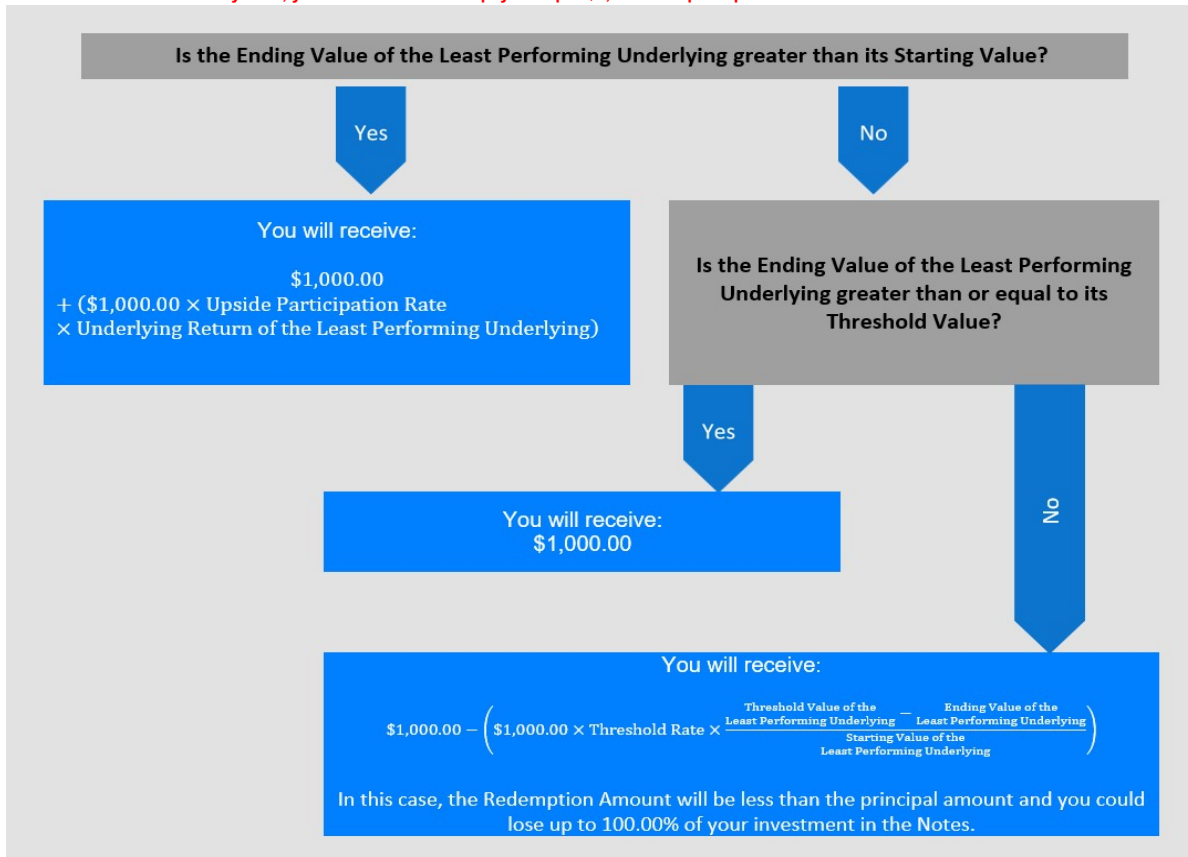 Is the Ending Value of the Least Performing Underlying greater than its Starting Value?
Yes
No
You will receive:
$1,000.00
+ ($1,000.00 × Upside Participation Rate
× Underlying Return of the Least Performing Underlying)
Is the Ending Value of the Least Performing
Underlying greater than or equal to its
Threshold Value?
Yes
No
You will receive:
$1,000.00
You will receive:
$1,000.00 − ($1,000.00 × Threshold Rate ×
Threshold Value of the
Least Performing Underlying
−
Ending Value of the
Least Performing Underlying
Starting Value of the
Least Performing Underlying
)
In this case, the Redemption Amount will be less than the principal amount and you could
lose up to 100.00% of your investment in the Notes.